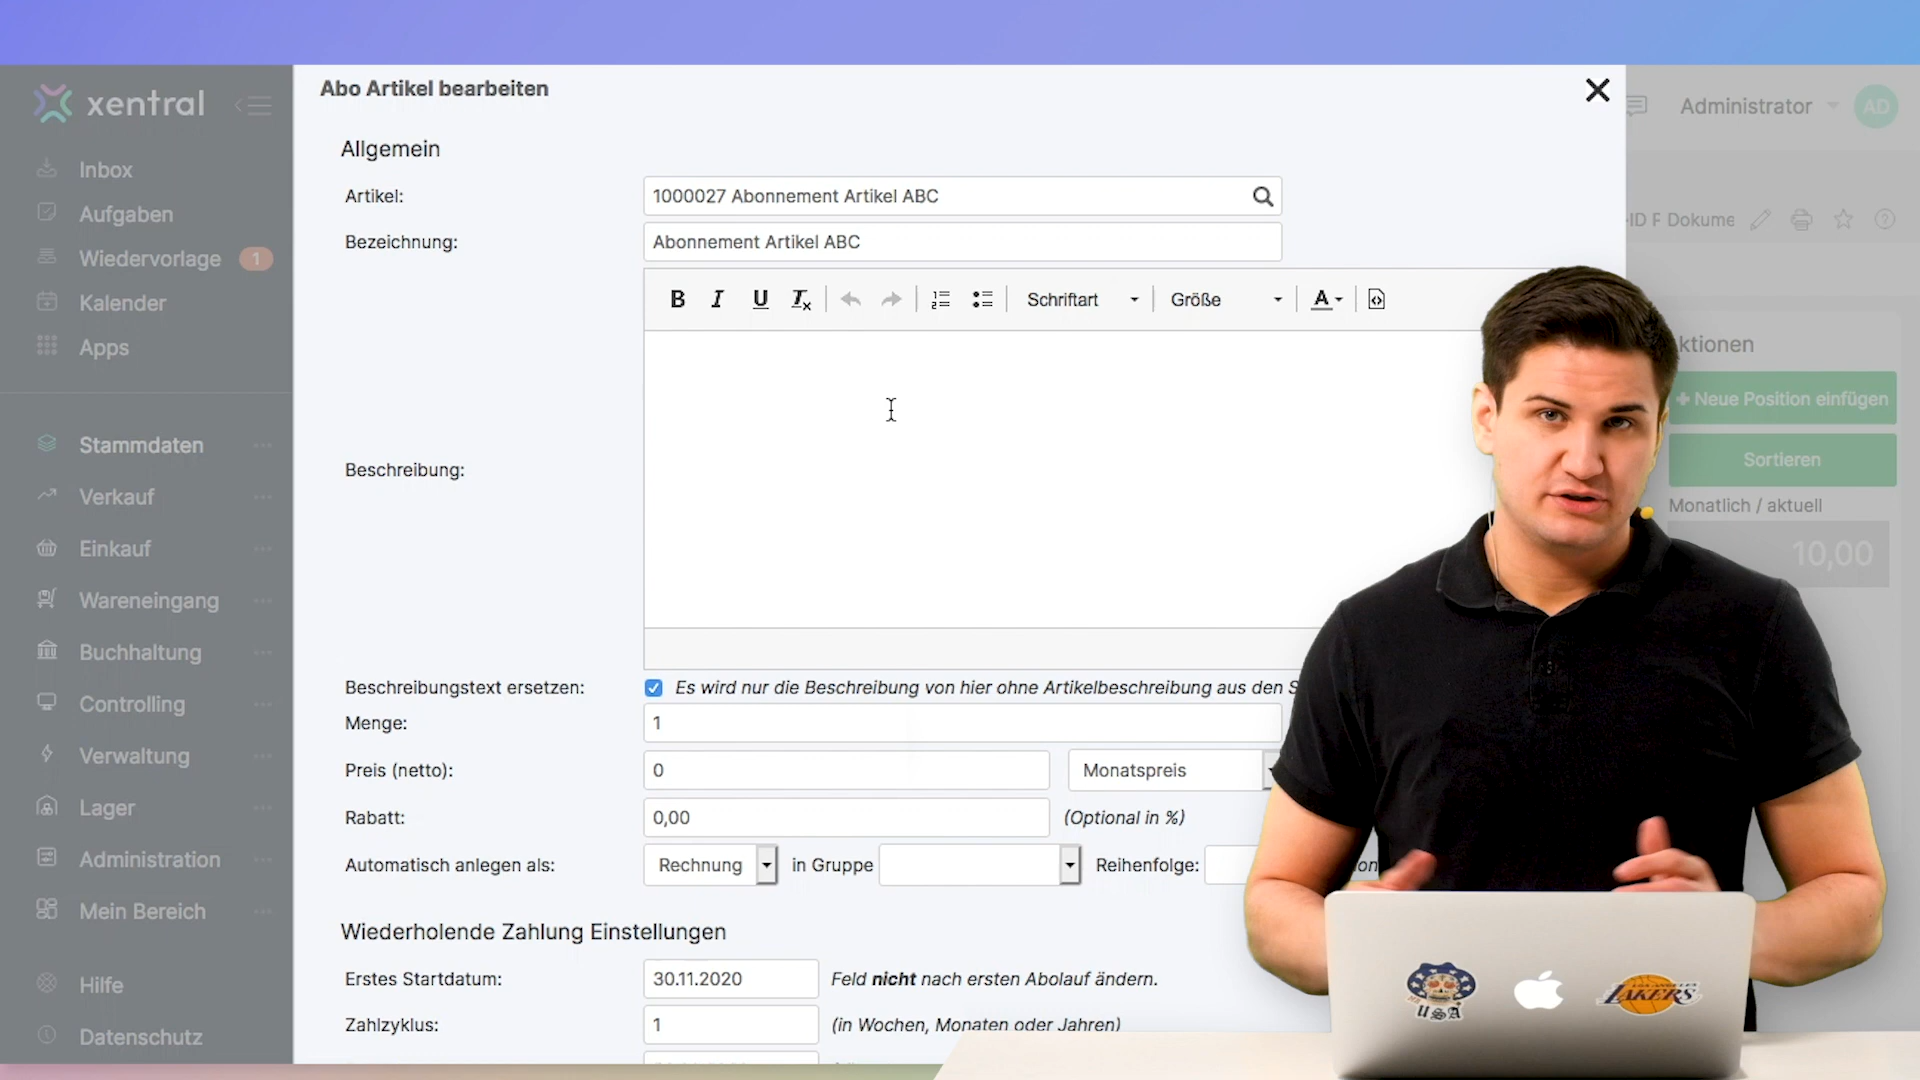 xentral
Inbox
Aufgaben
Wiedervorlage 1
Kalender
Apps
Stammdaten
Verkauf
Einkauf
Wareneingang
Buchhaltung
Controlling
Verwaltung
Lager
Administration
Mein Bereich
Hilfe
Datenschutz
Abo Artikel bearbeiten
Allgemein
Artikel: 1000027 Abonnement Artikel ABC
Bezeichnung: Abonnement Artikel ABC
B I U Tx Schriftart Größe A
Beschreibung:
Beschreibungstext ersetzen: Es wird nur die Beschreibung von hier ohne Artikelbeschreibung aus den S
Menge: 1
Preis (netto): 0 Monatspreis
Rabatt: 0,00 (Optional in %)
Automatisch anlegen als: Rechnung in Gruppe Reihenfolge: on
Wiederholende Zahlung Einstellungen
Erstes Startdatum: 30.11.2020 Feld nicht nach ersten Abolauf ändern.
Zahlzyklus: 1 (in Wochen, Monaten oder Jahren)
Administrator AD
-ID F Dokume
ktionen
+ Neue Position einfügen
Sortieren
Monatlich / aktuell
10,00
USA
LAKERS